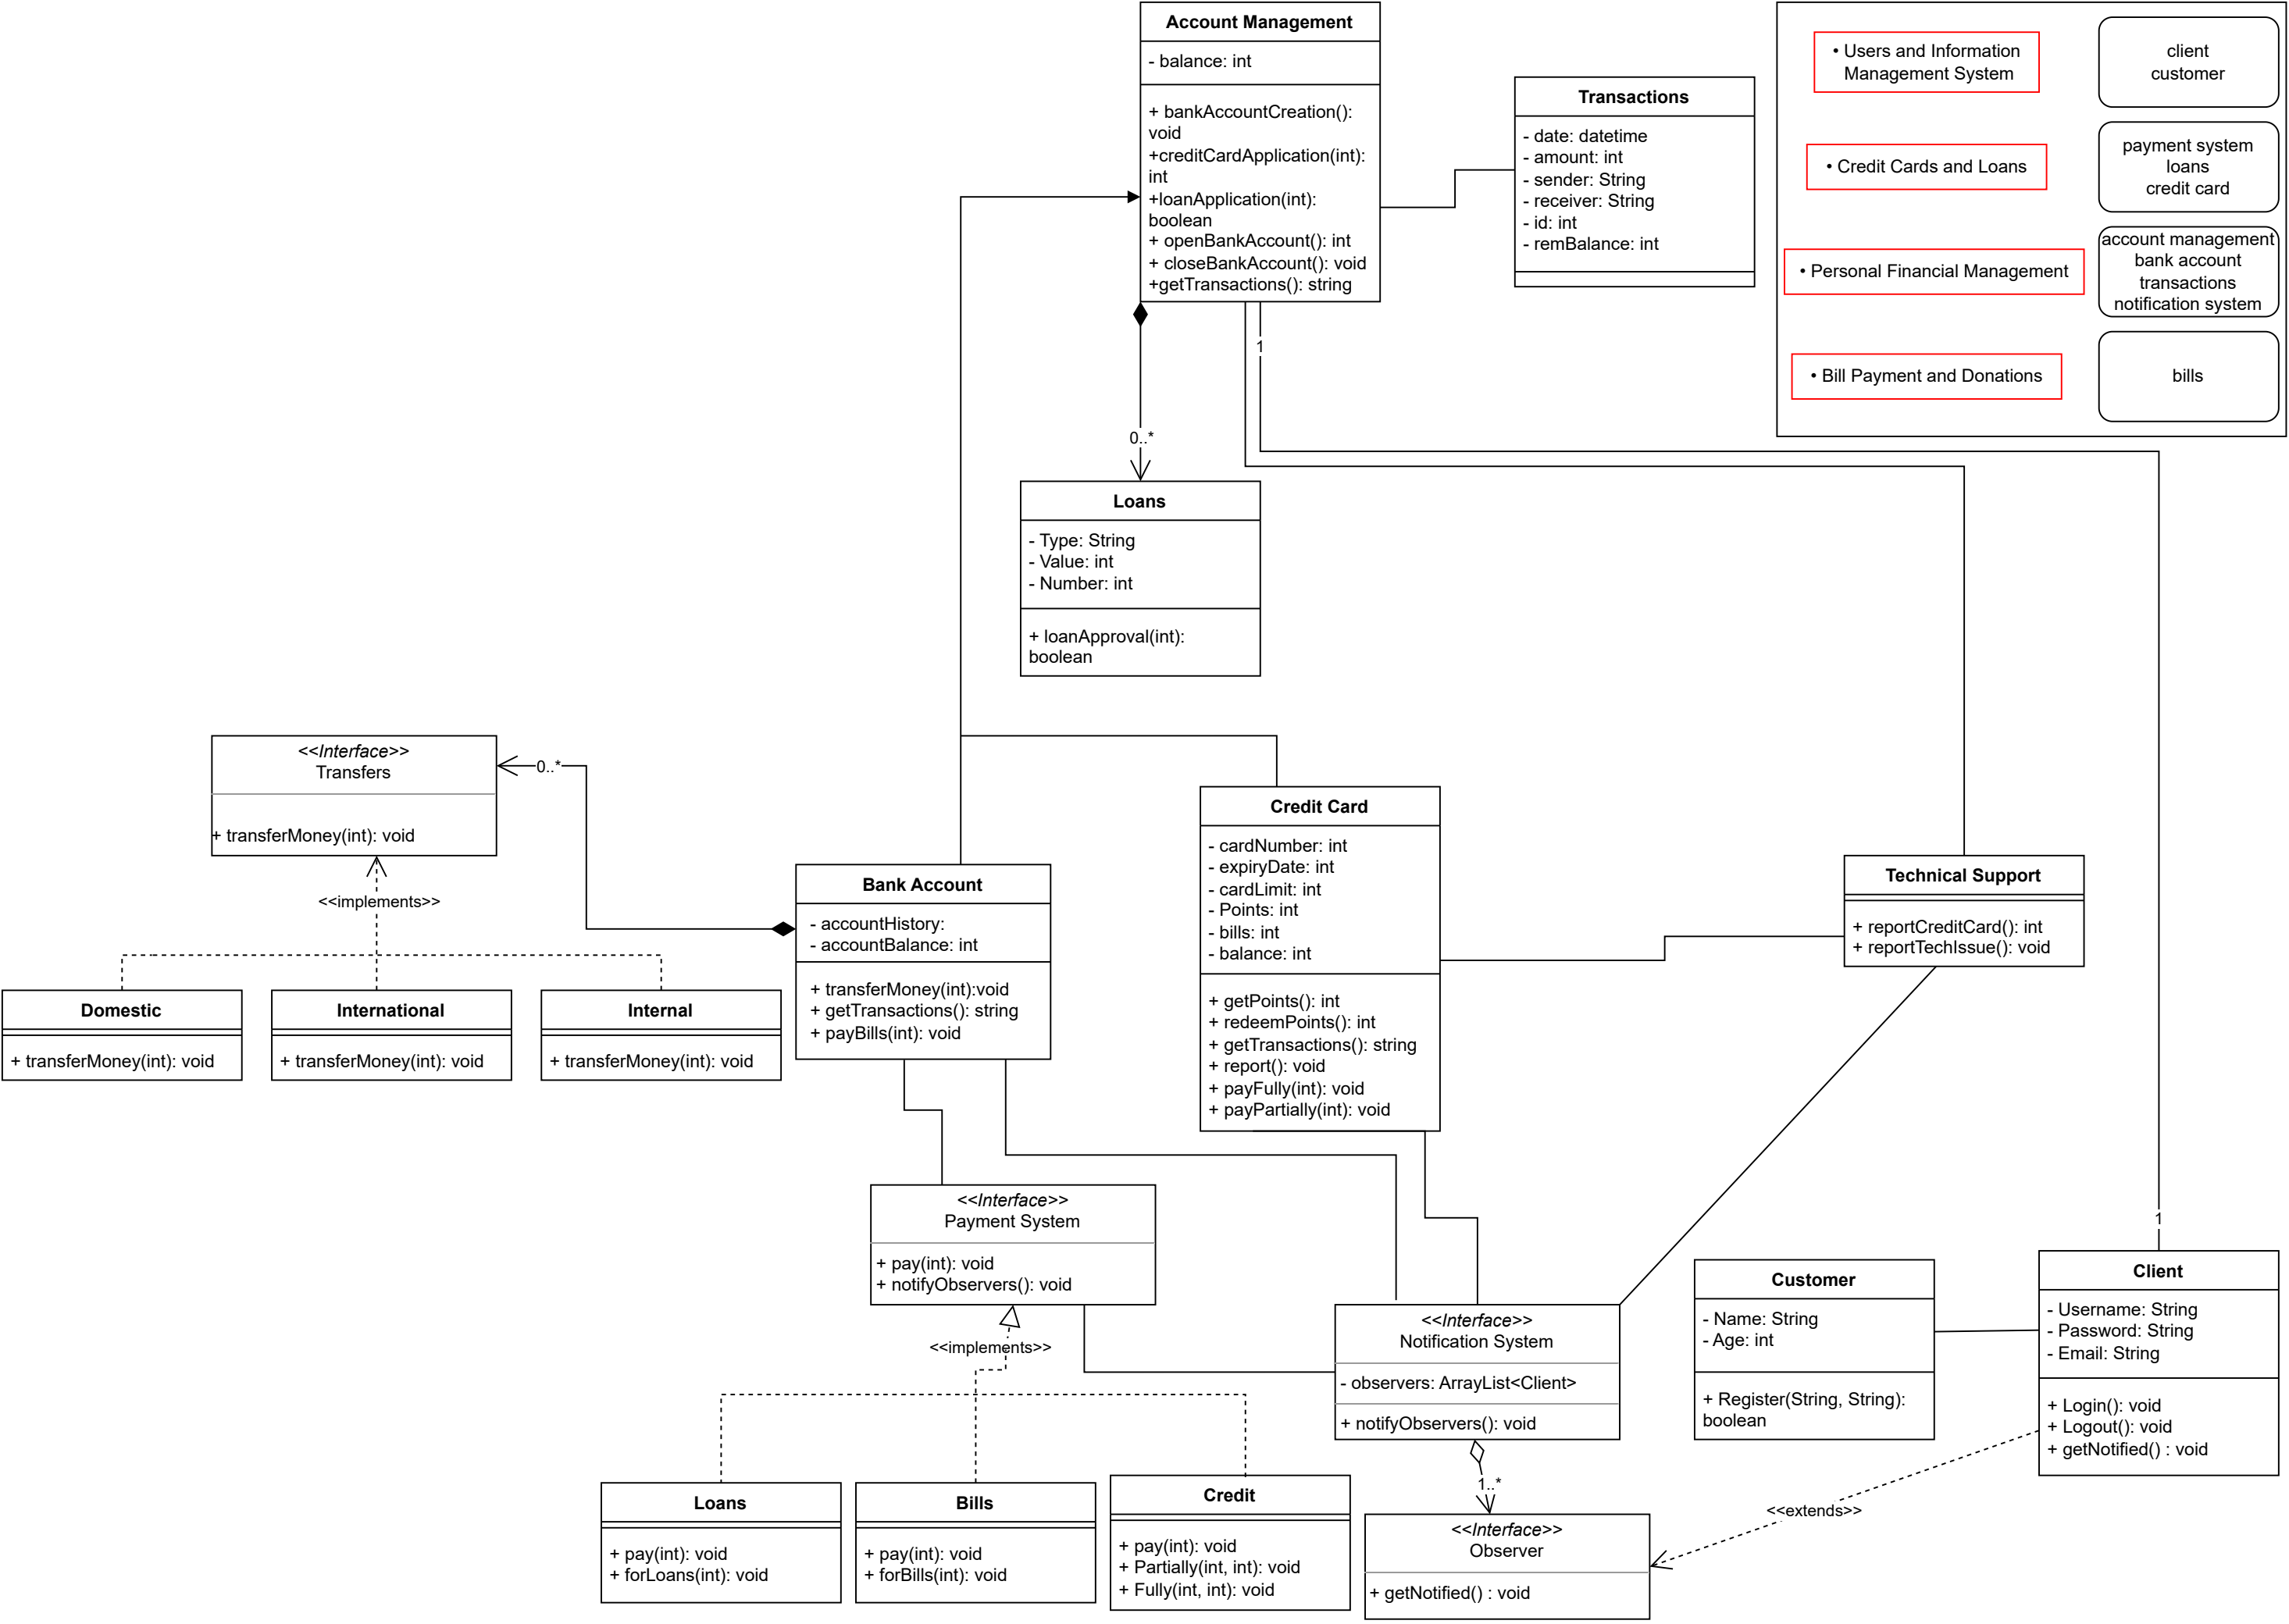 Account Management
- balance: int
+ bankAccountCreation():
void
+creditCardApplication(int):
int
+loanApplication(int):
boolean
+ openBankAccount(): int
+ closeBankAccount(): void
+getTransactions(): string
Transactions
- date: datetime
- amount: int
- sender: String
- receiver: String
- id: int
- remBalance: int
• Users and Information
Management System
client
customer
• Credit Cards and Loans
payment system
loans
credit card
• Personal Financial Management
account management
bank account
transactions
notification system
• Bill Payment and Donations
bills
1
0..*
Loans
- Type: String
- Value: int
- Number: int
+ loanApproval(int):
boolean
<<Interface>>
Transfers
+ transferMoney(int): void
0..*
<<implements>>
Domestic
+ transferMoney(int): void
International
+ transferMoney(int): void
Internal
+ transferMoney(int): void
Bank Account
- accountHistory:
- accountBalance: int
+ transferMoney(int):void
+ getTransactions(): string
+ payBills(int): void
Credit Card
- cardNumber: int
- expiryDate: int
- cardLimit: int
- Points: int
- bills: int
- balance: int
+ getPoints(): int
+ redeemPoints(): int
+ getTransactions(): string
+ report(): void
+ payFully(int): void
+ payPartially(int): void
Technical Support
+ reportCreditCard(): int
+ reportTechIssue(): void
<<Interface>>
Payment System
+ pay(int): void
+ notifyObservers(): void
<<implements>>
Loans
+ pay(int): void
+ forLoans(int): void
Bills
+ pay(int): void
+ forBills(int): void
Credit
+ pay(int): void
+ Partially(int, int): void
+ Fully(int, int): void
<<Interface>>
Notification System
- observers: ArrayList<Client>
+ notifyObservers(): void
1..*
<<Interface>>
Observer
+ getNotified() : void
Customer
- Name: String
- Age: int
+ Register(String, String):
boolean
1
Client
- Username: String
- Password: String
- Email: String
+ Login(): void
+ Logout(): void
+ getNotified() : void
<<extends>>